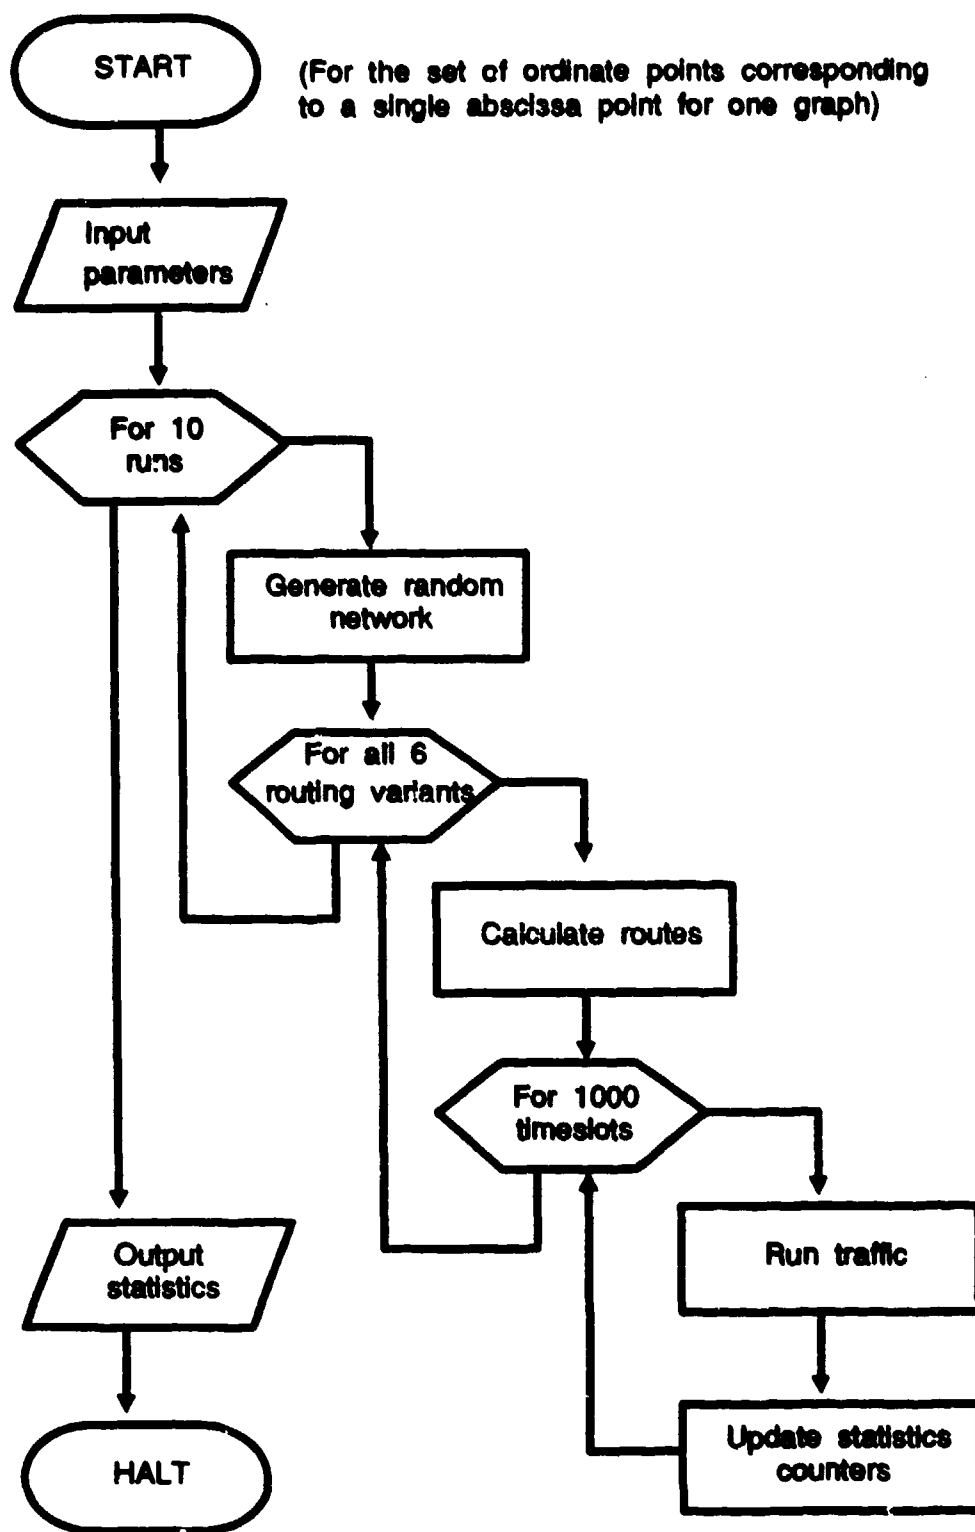 START
(For the set of ordinate points corresponding
to a single abscissa point for one graph)
Input
parameters
For 10
runs
Generate random
network
For all 6
routing variants
Calculate routes
For 1000
timeslots
Run traffic
Output
statistics
Update statistics
counters
HALT